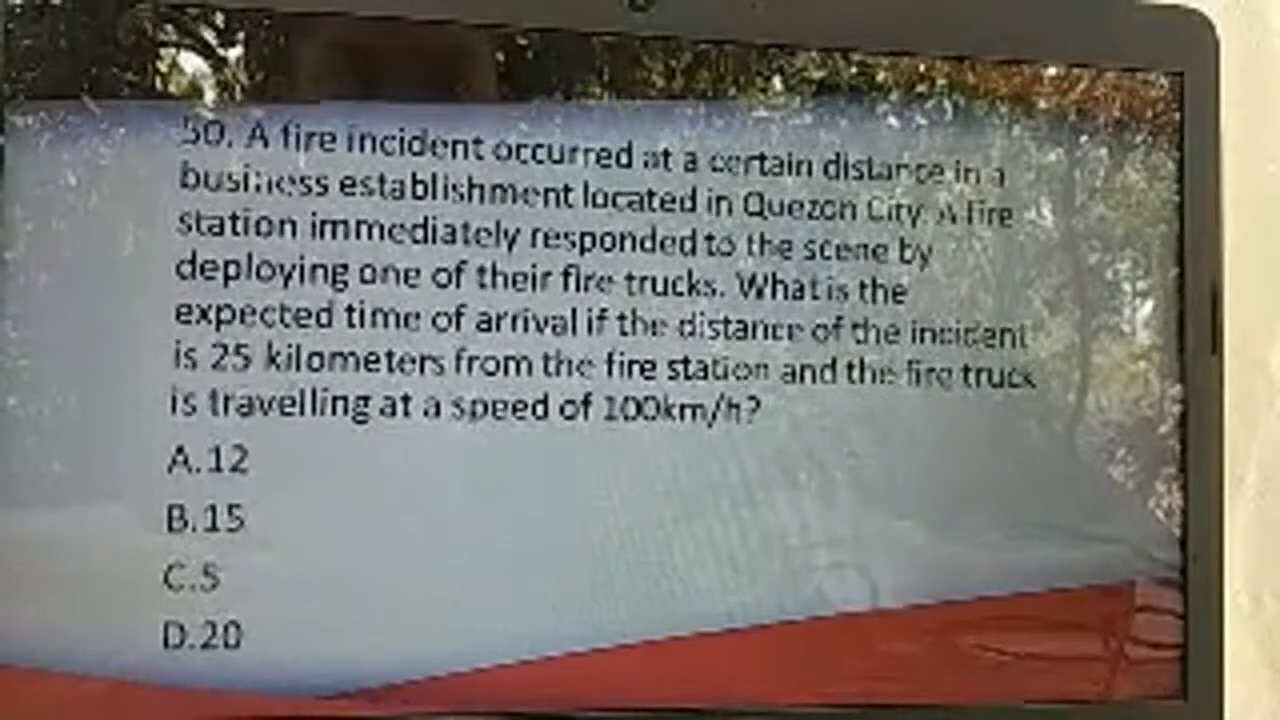 50. A fire incident occurred at a certain distance in a
business establishment located in Quezon City. A fire
station immediately responded to the scene by
deploying one of their fire trucks. What is the
expected time of arrival if the distance of the incident
is 25 kilometers from the fire station and the fire truck
is travelling at a speed of 100km/h?
A.12
B.15
C.5
D.20